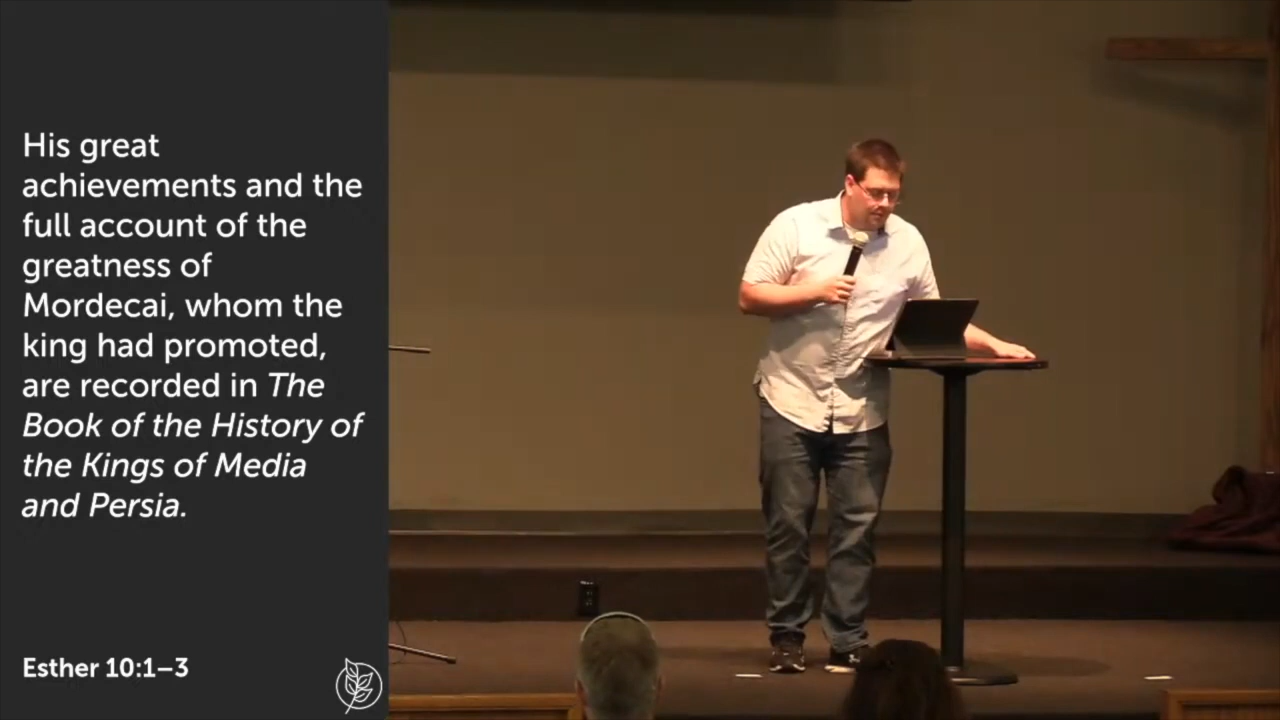 His great
achievements and the
full account of the
greatness of
Mordecai, whom the
king had promoted,
are recorded in The
Book of the History of
the Kings of Media
and Persia.
Esther 10:1–3